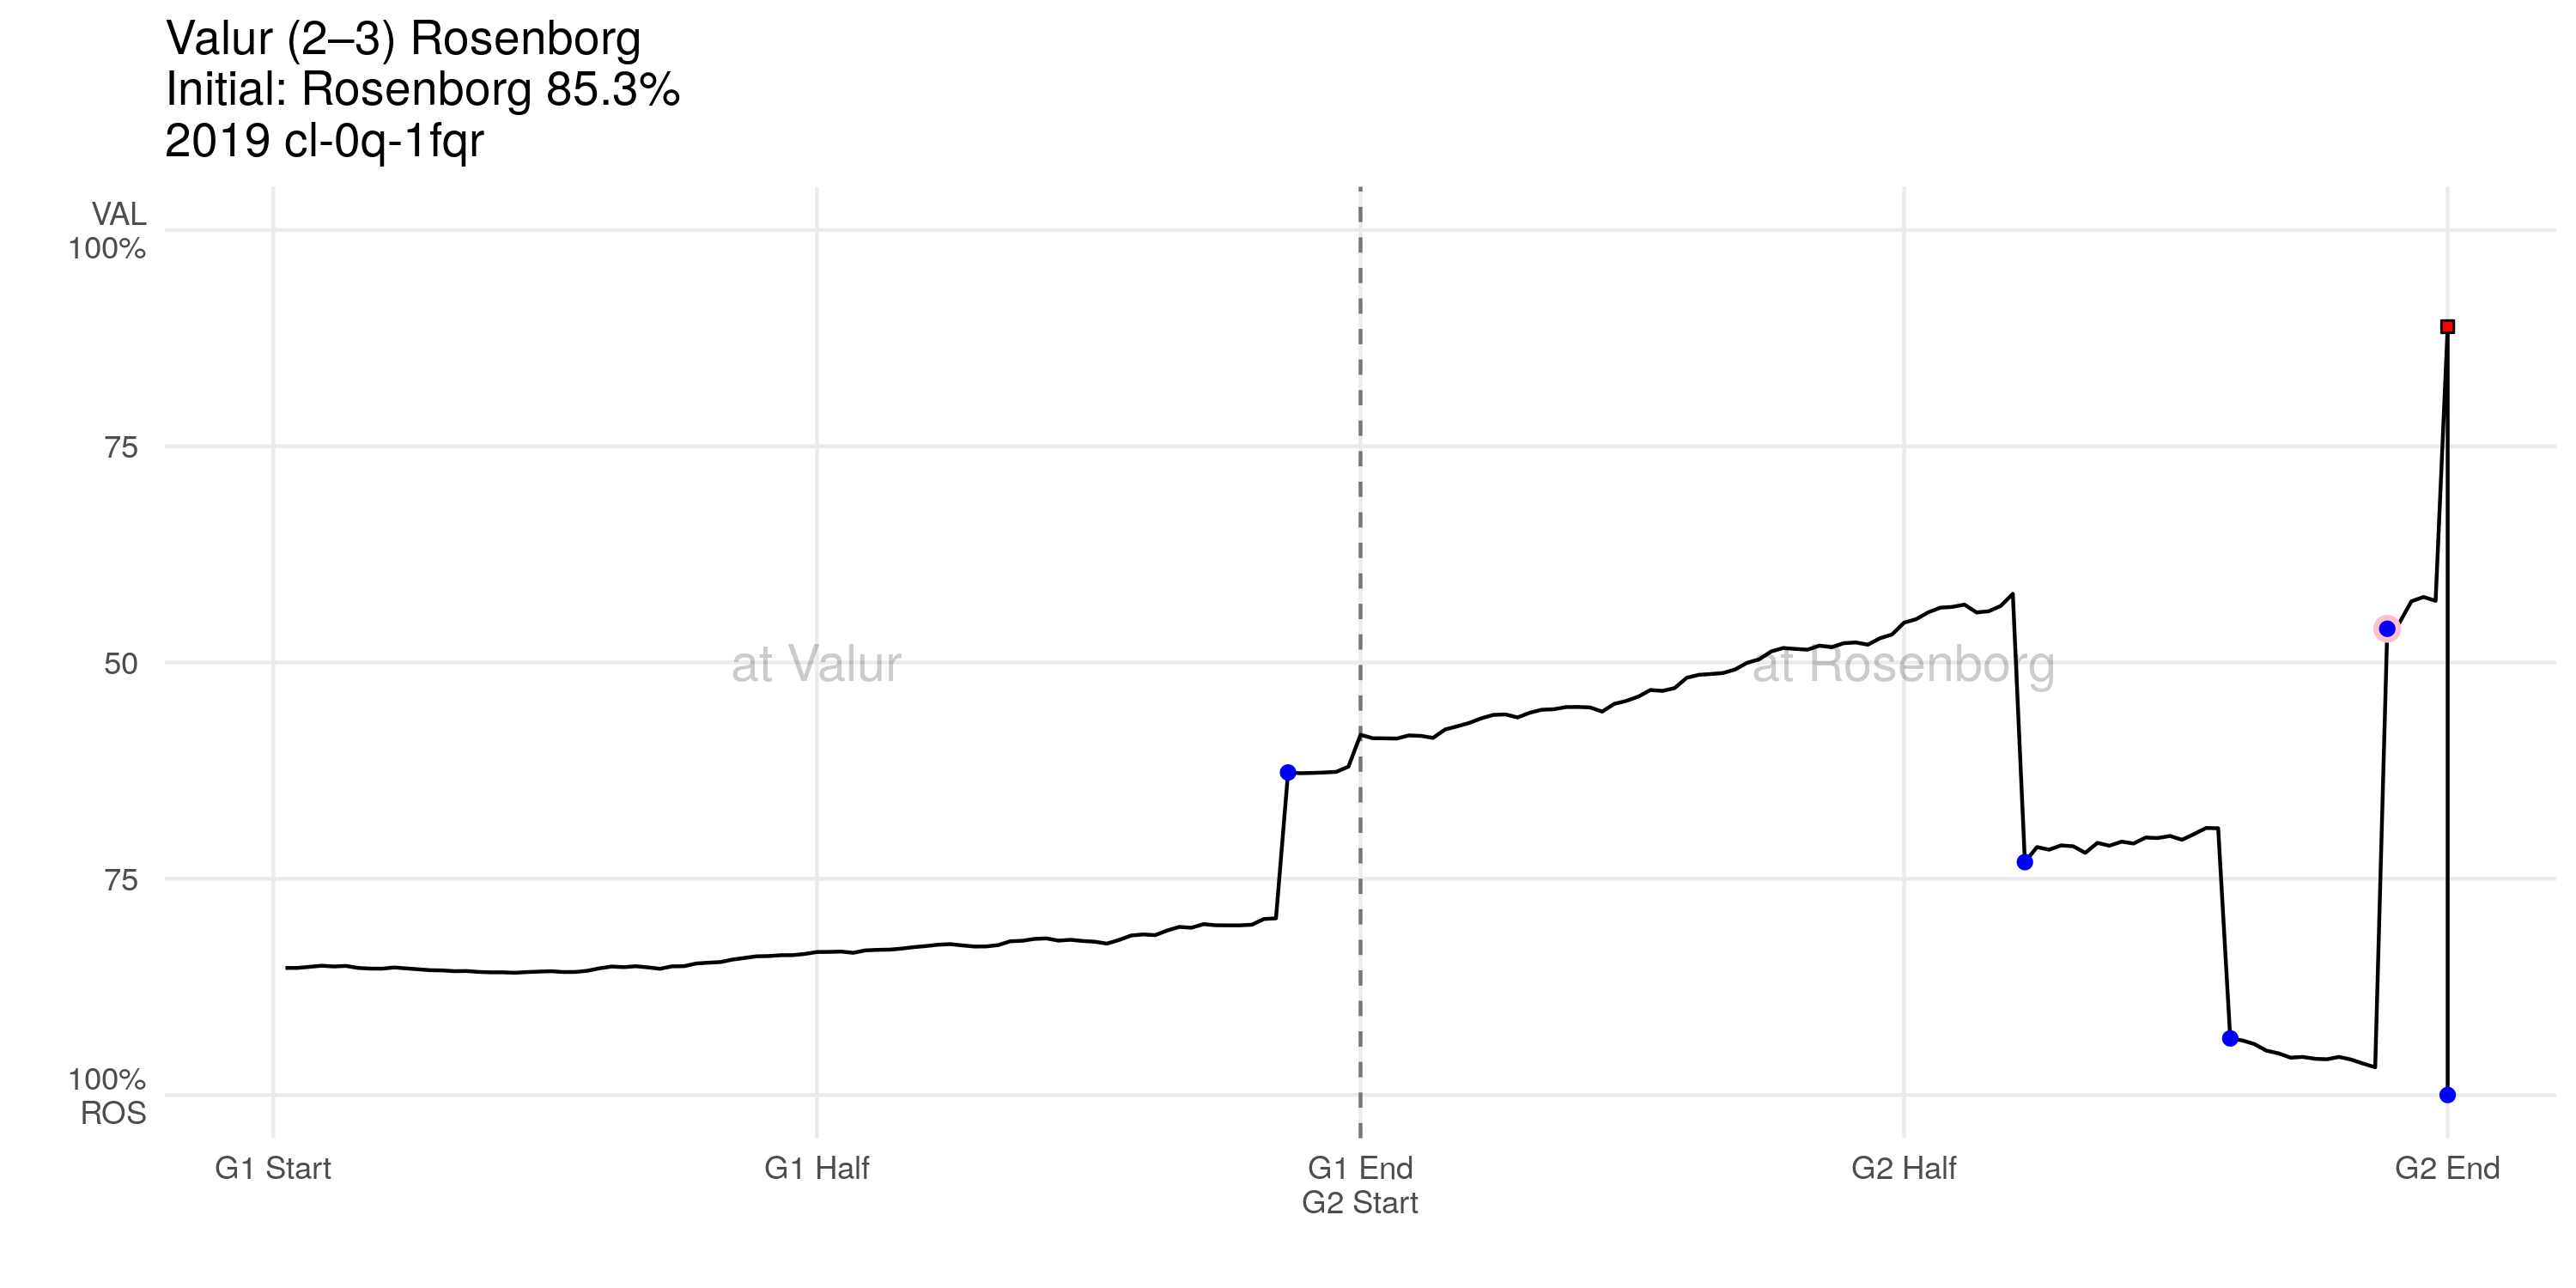 Valur (2–3) Rosenborg
Initial: Rosenborg 85.3%
2019 cl-0q-1fqr
VAL
100%
75
50
75
100%
ROS
at Valur
at Rosenborg
G1 Start
G1 Half
G1 End
G2 Start
G2 Half
G2 End